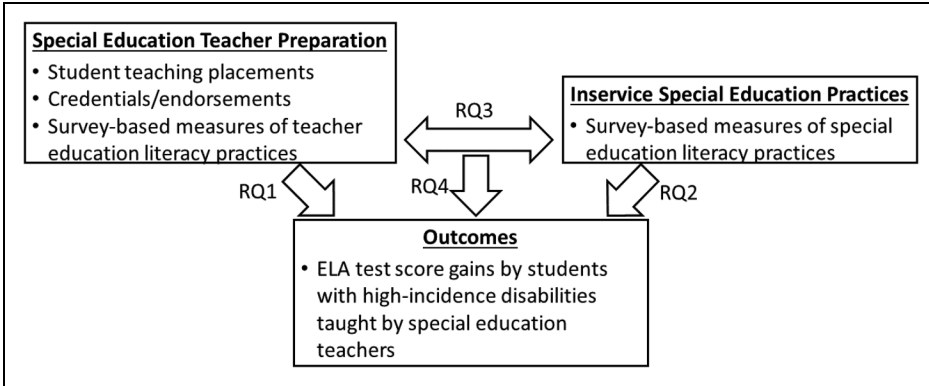 Special Education Teacher Preparation
• Student teaching placements
• Credentials/endorsements
• Survey-based measures of teacher
education literacy practices
RQ3
Inservice Special Education Practices
• Survey-based measures of special
education literacy practices
RQ1
RQ4
RQ2
Outcomes
• ELA test score gains by students
with high-incidence disabilities
taught by special education
teachers